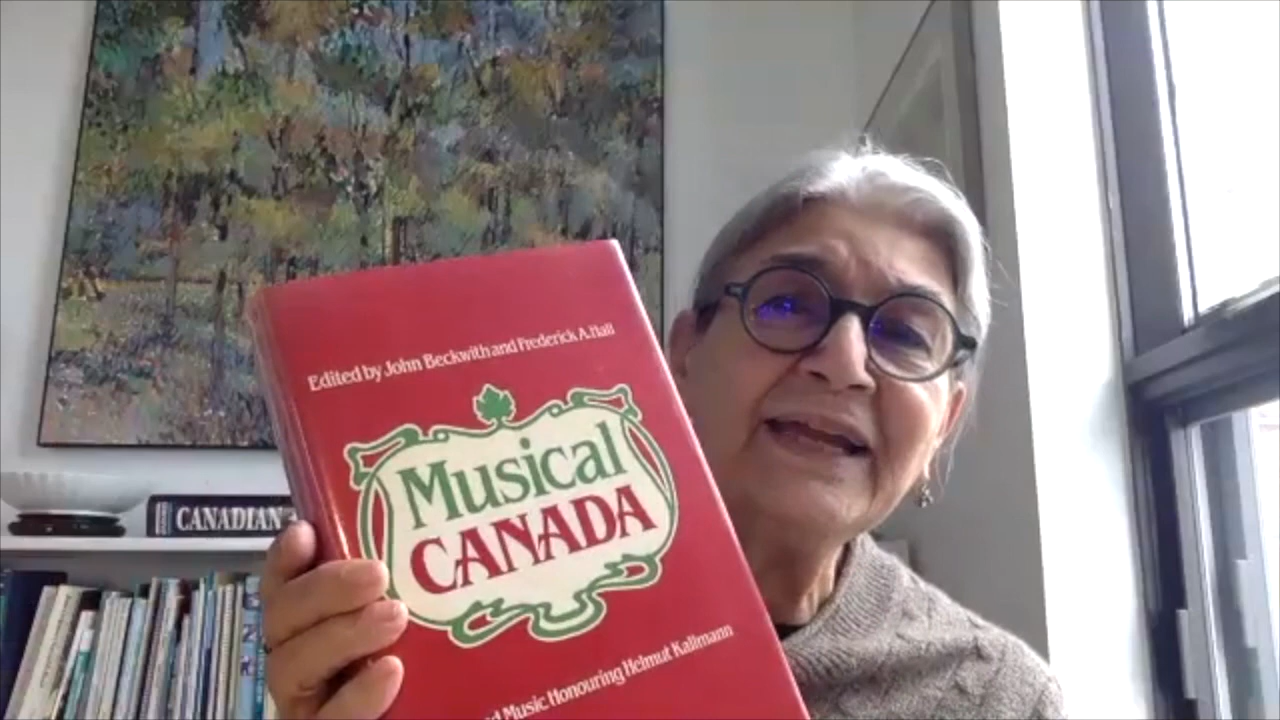 Edited by John Beckwith and Frederick A. Hall
Musical
CANADA
Music Honouring Helmut Kallmann
CANADIAN